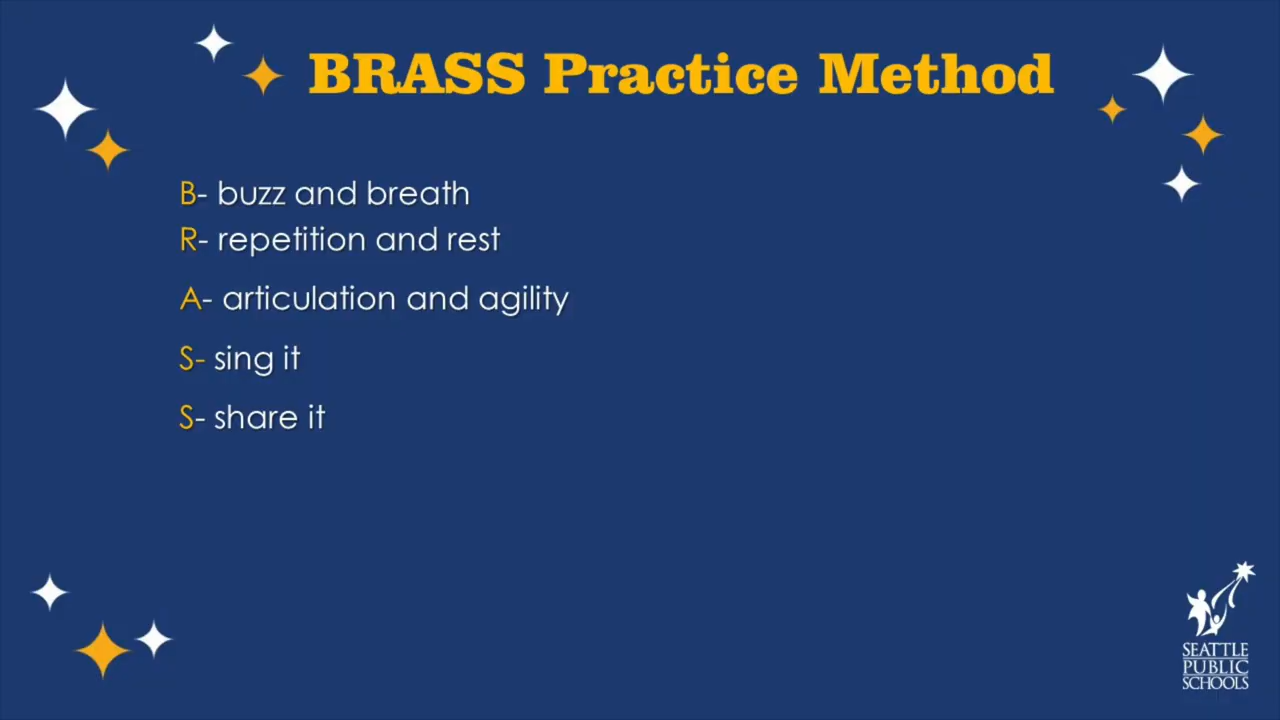 BRASS Practice Method
B- buzz and breath
R- repetition and rest
A- articulation and agility
S- sing it
S- share it
SEATTLE
PUBLIC
SCHOOLS